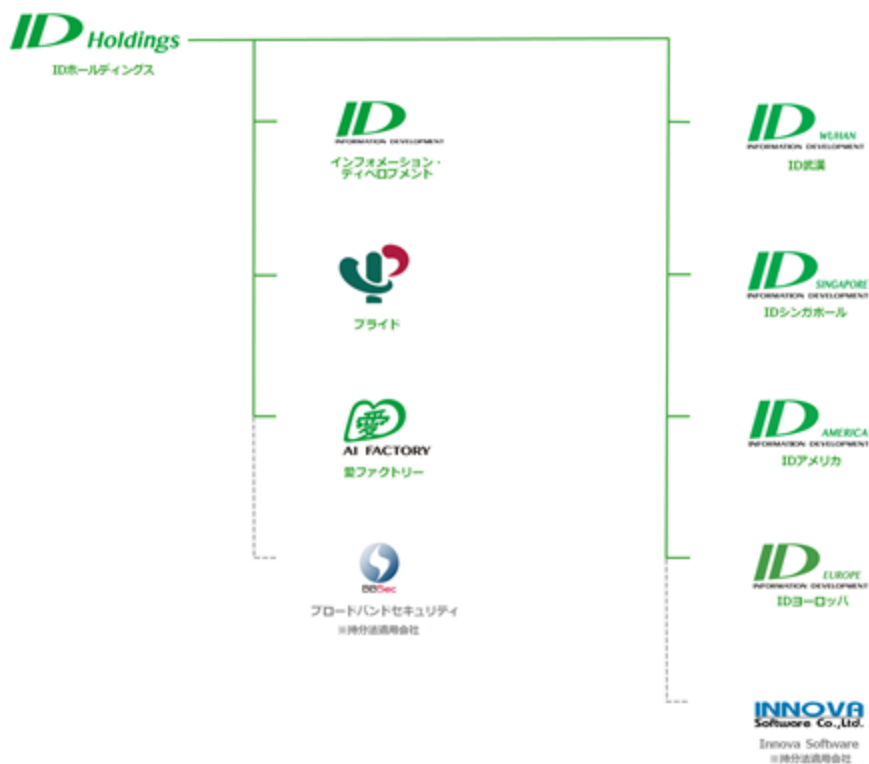 ID Holdings
IDホールディングス
ID
INFORMATION DEVELOPMENT
インフォメーション・
ディベロプメント
プライド
愛
AI FACTORY
愛ファクトリー
BBSec
ブロードバンドセキュリティ
※持分法適用会社
ID WUHAN
INFORMATION DEVELOPMENT
ID武漢
ID SINGAPORE
INFORMATION DEVELOPMENT
IDシンガポール
ID AMERICA
INFORMATION DEVELOPMENT
IDアメリカ
ID EUROPE
INFORMATION DEVELOPMENT
IDヨーロッパ
INNOVA
Software Co.,Ltd.
Innova Software
※持分法適用会社